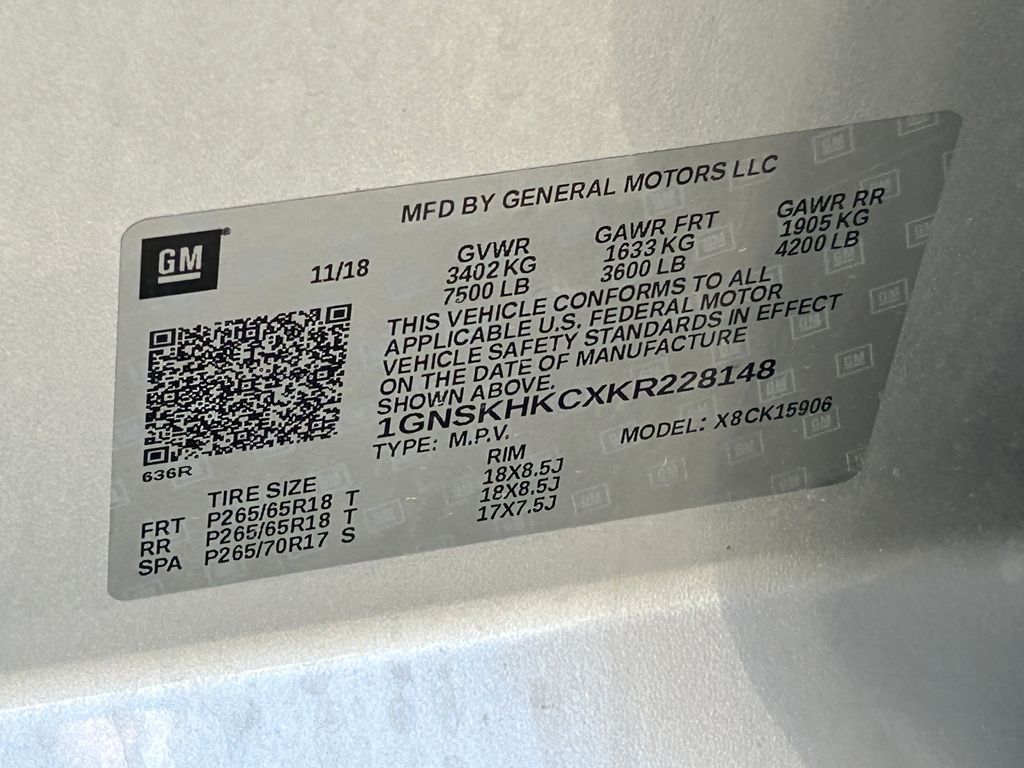 MFD BY GENERAL MOTORS LLC
GM
®
11/18
GVWR GAWR FRT GAWR RR
3402 KG 1633 KG 1905 KG
7500 LB 3600 LB 4200 LB
THIS VEHICLE CONFORMS TO ALL
APPLICABLE U.S. FEDERAL MOTOR
VEHICLE SAFETY STANDARDS IN EFFECT
ON THE DATE OF MANUFACTURE
SHOWN ABOVE.
1GNSKHKCXKR228148
TYPE: M.P.V. MODEL: X8CK15906
636R
TIRE SIZE RIM
FRT P265/65R18 T 18X8.5J
RR P265/65R18 T 18X8.5J
SPA P265/70R17 S 17X7.5J